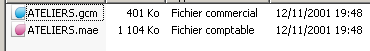 ATELIERS.gcm 401 Ko Fichier commercial 12/11/2001 19:48
ATELIERS.mae 1 104 Ko Fichier comptable 12/11/2001 19:48